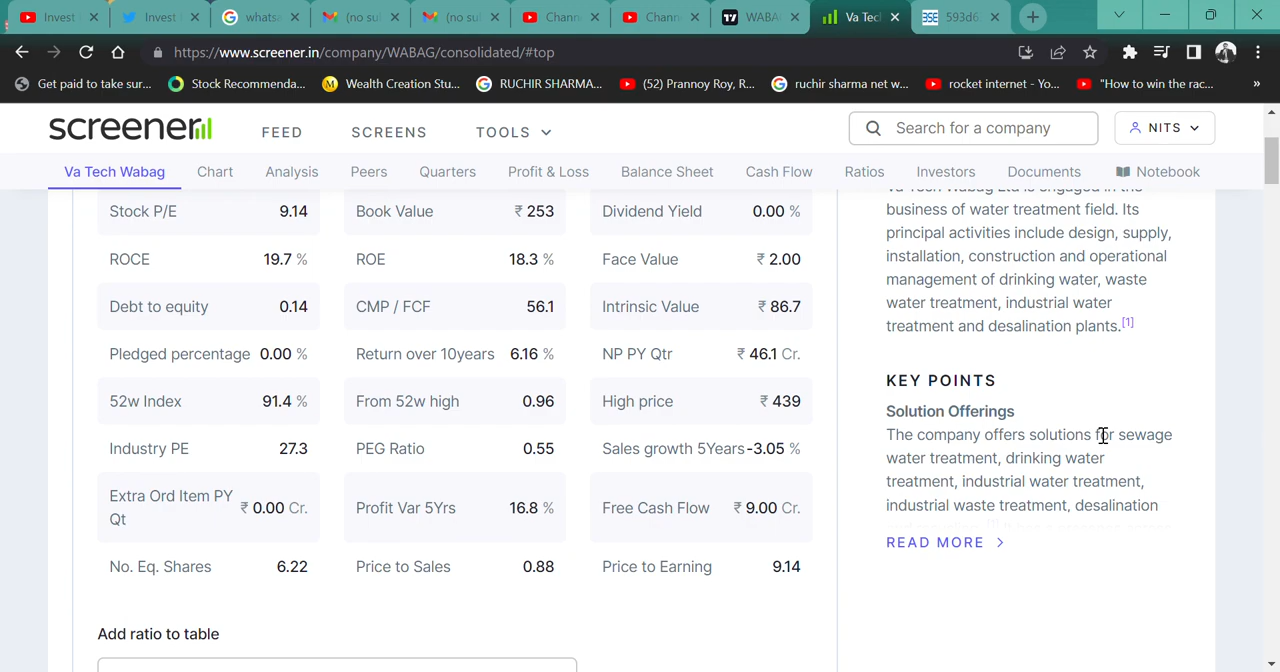 Invest
Invest
whats
(no su
(no su
Chann
Chann
WABA
Va Tec
BSE
593d6
https://www.screener.in/company/WABAG/consolidated/#top
Get paid to take sur...
Stock Recommenda...
Wealth Creation Stu...
RUCHIR SHARMA...
(52) Prannoy Roy, R...
ruchir sharma net w...
rocket internet - Yo...
"How to win the rac...
»
screener
FEED
SCREENS
TOOLS
Search for a company
NITS
Va Tech Wabag
Chart
Analysis
Peers
Quarters
Profit & Loss
Balance Sheet
Cash Flow
Ratios
Investors
Documents
Notebook
Stock P/E 9.14
Book Value ₹ 253
Dividend Yield 0.00 %
ROCE 19.7 %
ROE 18.3 %
Face Value ₹ 2.00
Debt to equity 0.14
CMP / FCF 56.1
Intrinsic Value ₹ 86.7
Pledged percentage 0.00 %
Return over 10years 6.16 %
NP PY Qtr ₹ 46.1 Cr.
52w Index 91.4 %
From 52w high 0.96
High price ₹ 439
Industry PE 27.3
PEG Ratio 0.55
Sales growth 5Years -3.05 %
Extra Ord Item PY
Qt ₹ 0.00 Cr.
Profit Var 5Yrs 16.8 %
Free Cash Flow ₹ 9.00 Cr.
No. Eq. Shares 6.22
Price to Sales 0.88
Price to Earning 9.14
Add ratio to table
Va Tech Wabag Ltd is engaged in the
business of water treatment field. Its
principal activities include design, supply,
installation, construction and operational
management of drinking water, waste
water treatment, industrial water
treatment and desalination plants.[1]
KEY POINTS
Solution Offerings
The company offers solutions for sewage
water treatment, drinking water
treatment, industrial water treatment,
industrial waste treatment, desalination
READ MORE >